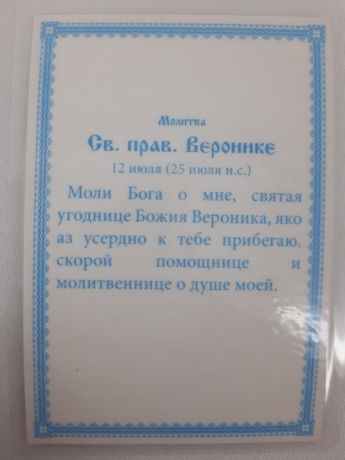 Молитва
Св. прав. Веронике
12 июля (25 июля н.с.)
Моли Бога о мне, святая
угоднице Божия Вероника, яко
аз усердно к тебе прибегаю,
скорой помощнице и
молитвеннице о душе моей.